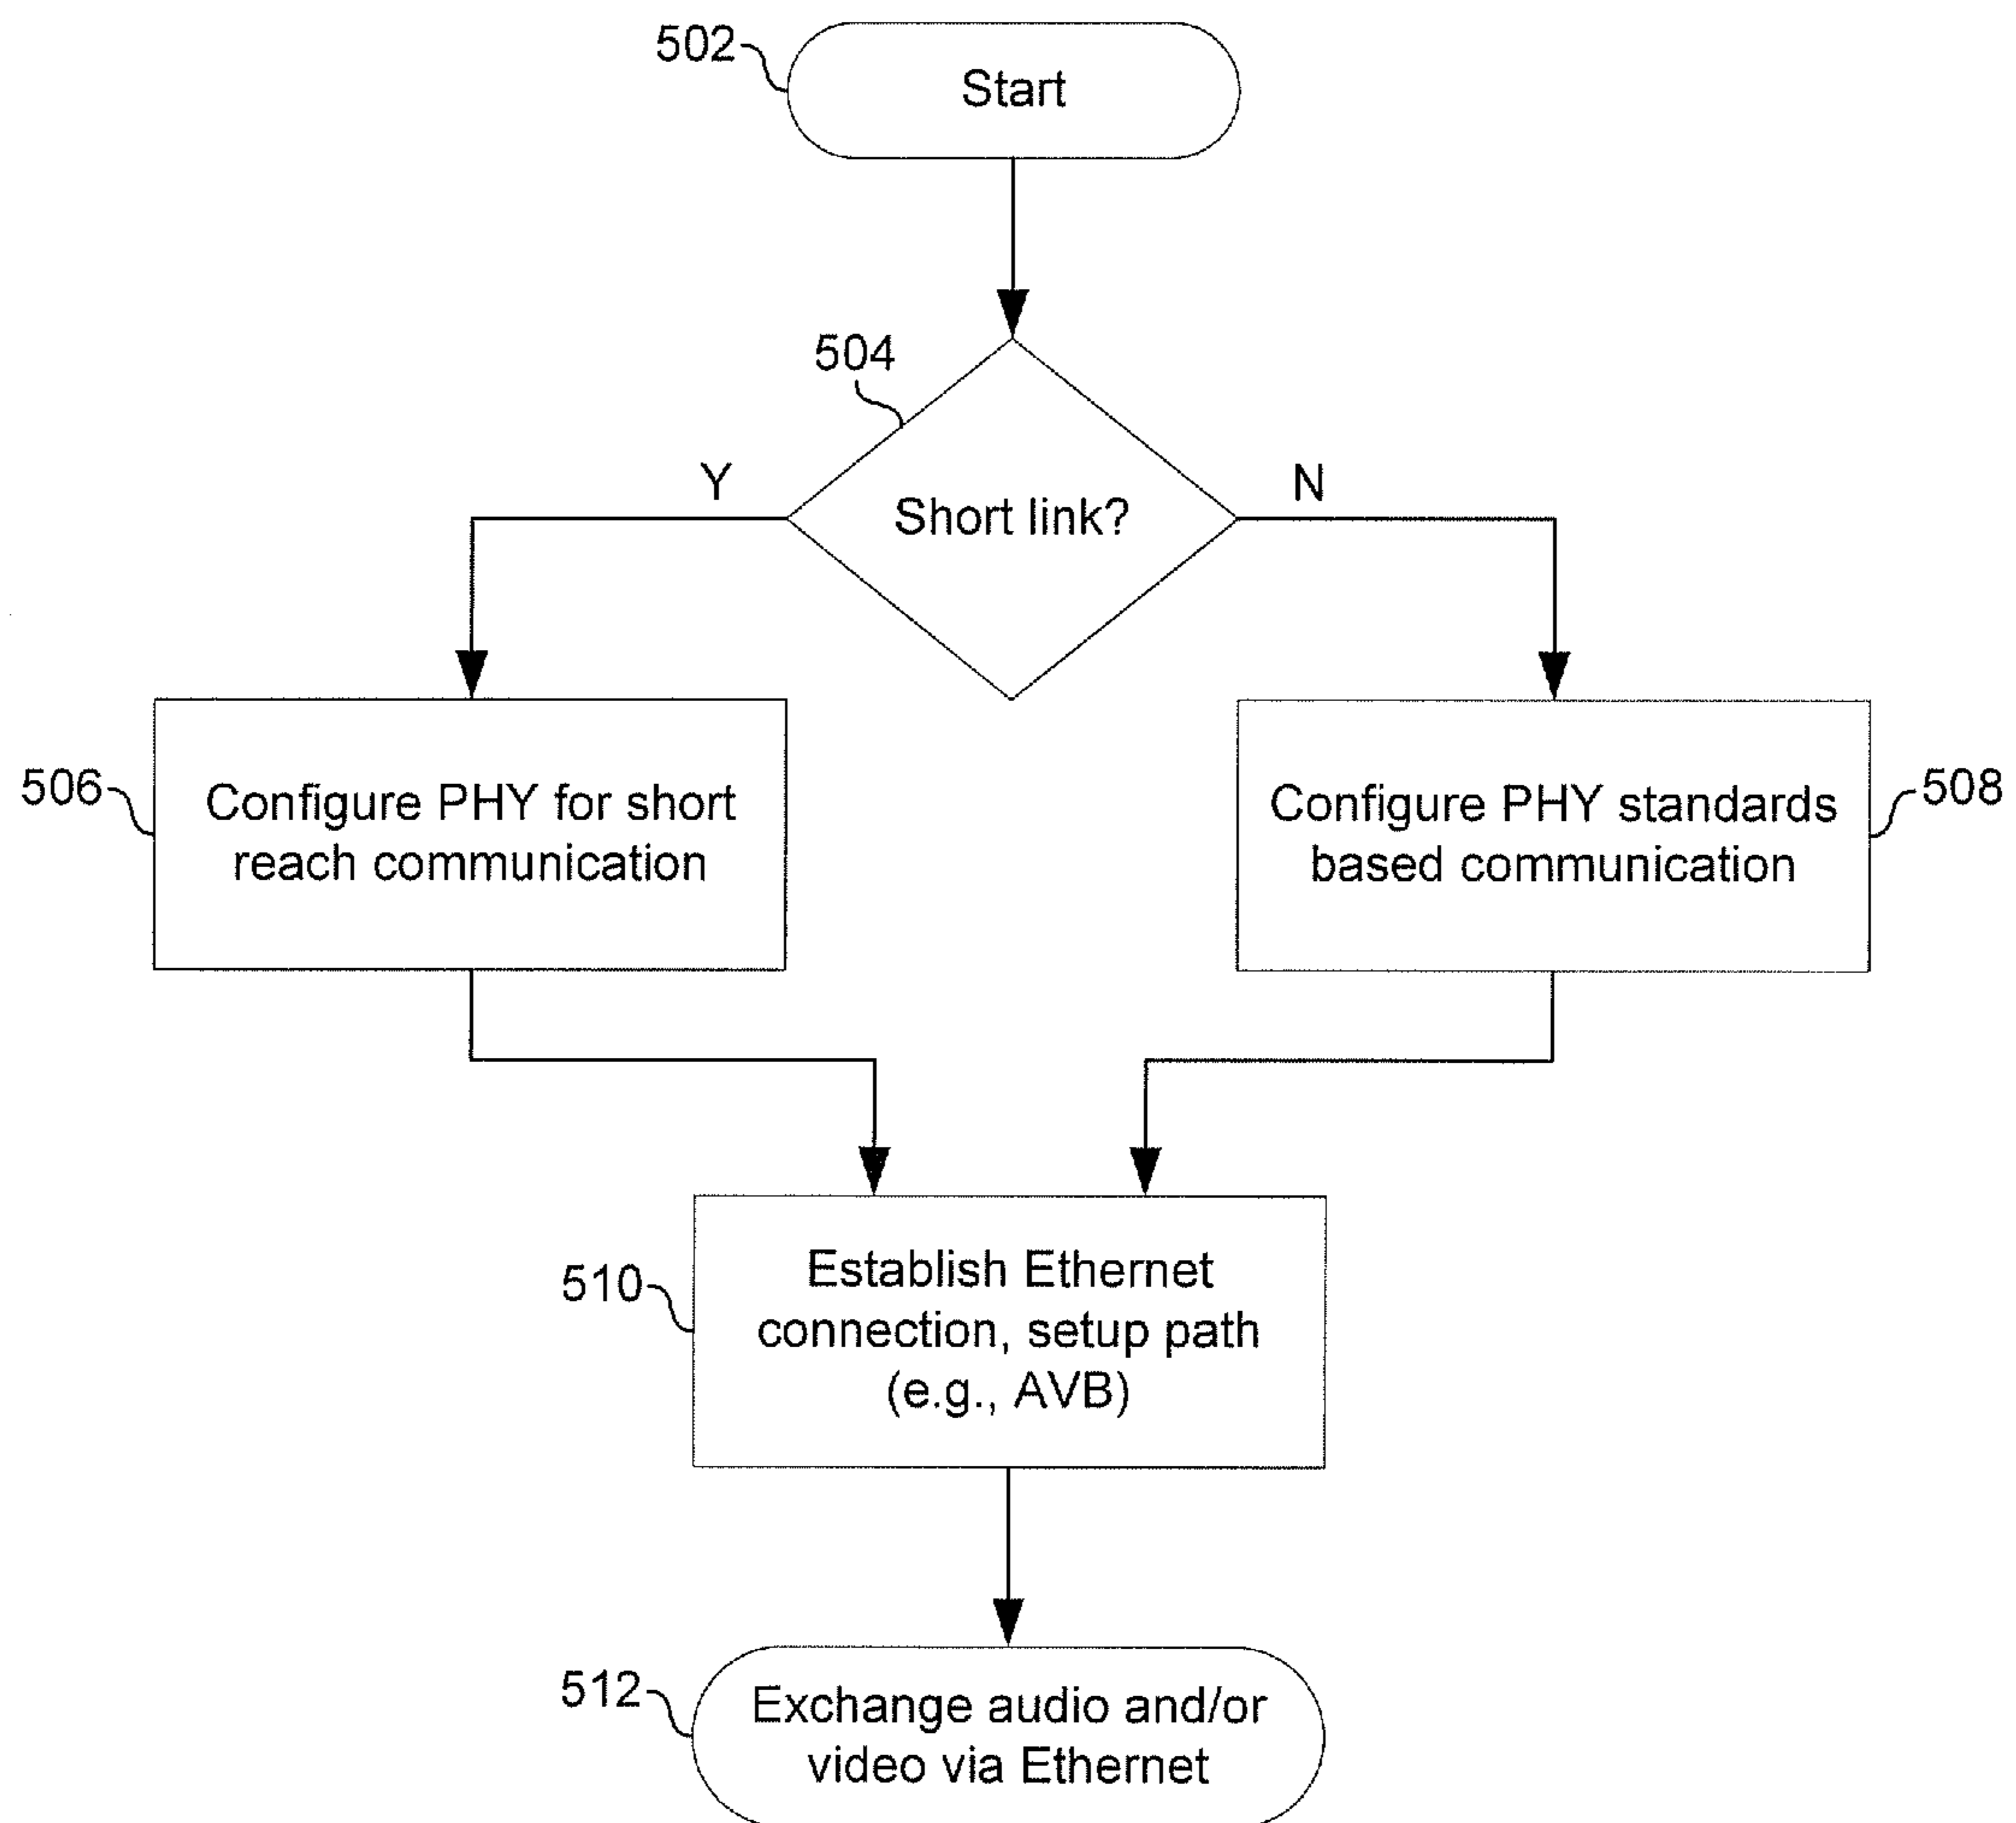 502
Start
504
Y
Short link?
N
506
Configure PHY for short
reach communication
Configure PHY standards
based communication
508
510
Establish Ethernet
connection, setup path
(e.g., AVB)
512
Exchange audio and/or
video via Ethernet